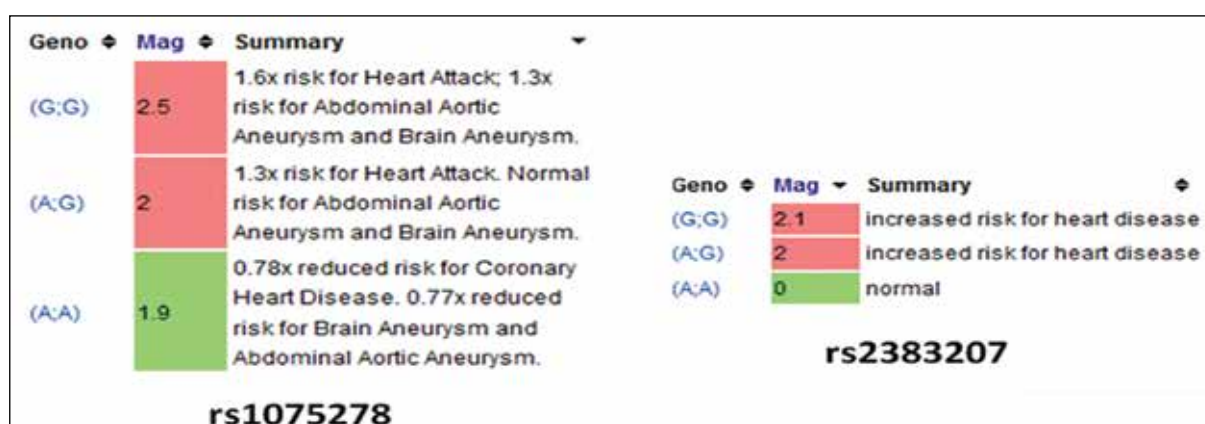 Geno Mag Summary
(G;G) 2.5 1.6x risk for Heart Attack; 1.3x
risk for Abdominal Aortic
Aneurysm and Brain Aneurysm.
(A;G) 2 1.3x risk for Heart Attack. Normal
risk for Abdominal Aortic
Aneurysm and Brain Aneurysm.
(A;A) 1.9 0.78x reduced risk for Coronary
Heart Disease. 0.77x reduced
risk for Brain Aneurysm and
Abdominal Aortic Aneurysm.
rs1075278
Geno Mag Summary
(G;G) 2.1 increased risk for heart disease
(A;G) 2 increased risk for heart disease
(A;A) 0 normal
rs2383207